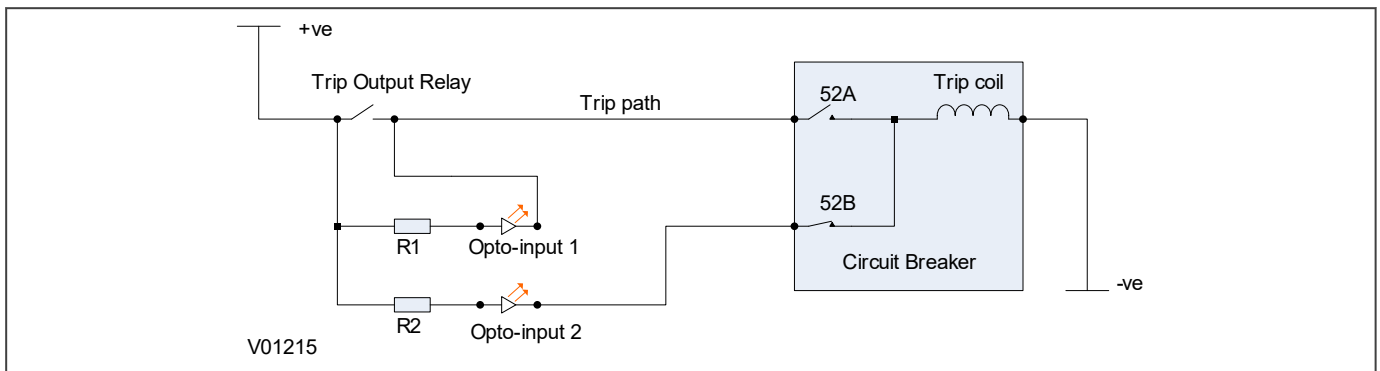 +ve
Trip Output Relay
Trip path
52A
Trip coil
52B
R1
Opto-input 1
Circuit Breaker
-ve
R2
Opto-input 2
V01215